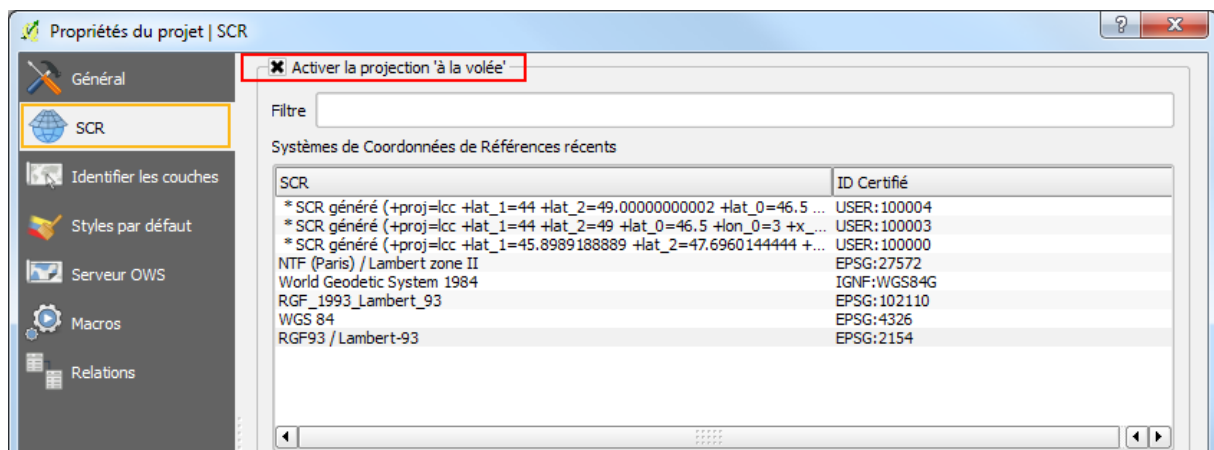 Propriétés du projet | SCR
Général
SCR
Identifier les couches
Styles par défaut
Serveur OWS
Macros
Relations
Activer la projection 'à la volée'
Filtre
Systèmes de Coordonnées de Références récents
SCR ID Certifié
* SCR généré (+proj=lcc +lat_1=44 +lat_2=49.00000000002 +lat_0=46.5 ... USER:100004
* SCR généré (+proj=lcc +lat_1=44 +lat_2=49 +lat_0=46.5 +lon_0=3 +x_... USER:100003
* SCR généré (+proj=lcc +lat_1=45.8989188889 +lat_2=47.6960144444 +... USER:100000
NTF (Paris) / Lambert zone II EPSG:27572
World Geodetic System 1984 IGNF:WGS84G
RGF_1993_Lambert_93 EPSG:102110
WGS 84 EPSG:4326
RGF93 / Lambert-93 EPSG:2154